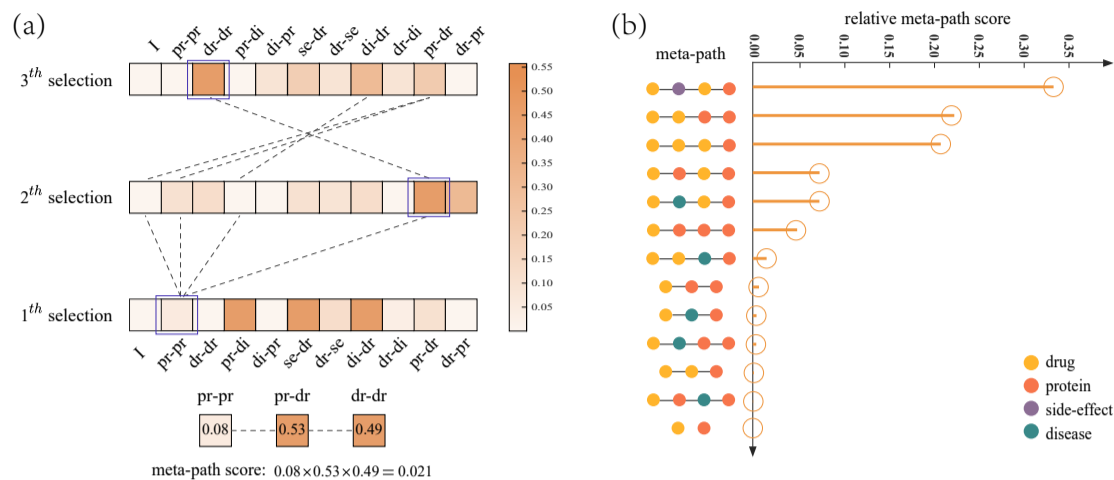 (a)
I pr-pr dr-dr pr-di di-pr se-dr dr-se di-dr dr-di pr-dr dr-pr
3th selection
2th selection
1th selection
I pr-pr dr-dr pr-di di-pr se-dr dr-se di-dr dr-di pr-dr dr-pr
0.55
0.50
0.45
0.40
0.35
0.30
0.25
0.20
0.15
0.10
0.05
pr-pr pr-dr dr-dr
0.08 0.53 0.49
meta-path score: 0.08×0.53×0.49 = 0.021
(b)
relative meta-path score
meta-path
0.00 0.05 0.10 0.15 0.20 0.25 0.30 0.35
drug
protein
side-effect
disease